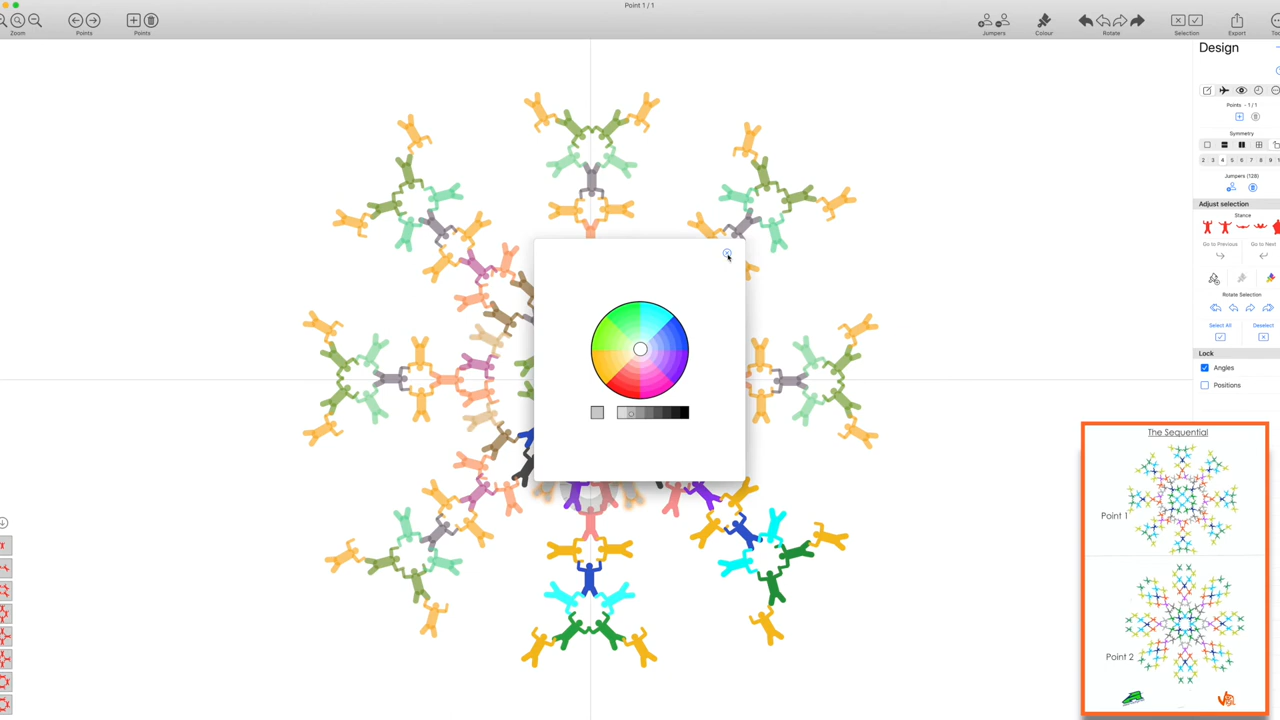 Point 1 / 1
Zoom
Points
Points
Jumpers
Colour
Rotate
Selection
Export
Design
Points - 1 / 1
Symmetry
2 3 4 5 6 7 8 9
Jumpers (128)
Adjust selection
Stance
Go to Previous
Go to Next
Rotate Selection
Select All
Deselect
Lock
Angles
Positions
The Sequential
Point 1
Point 2